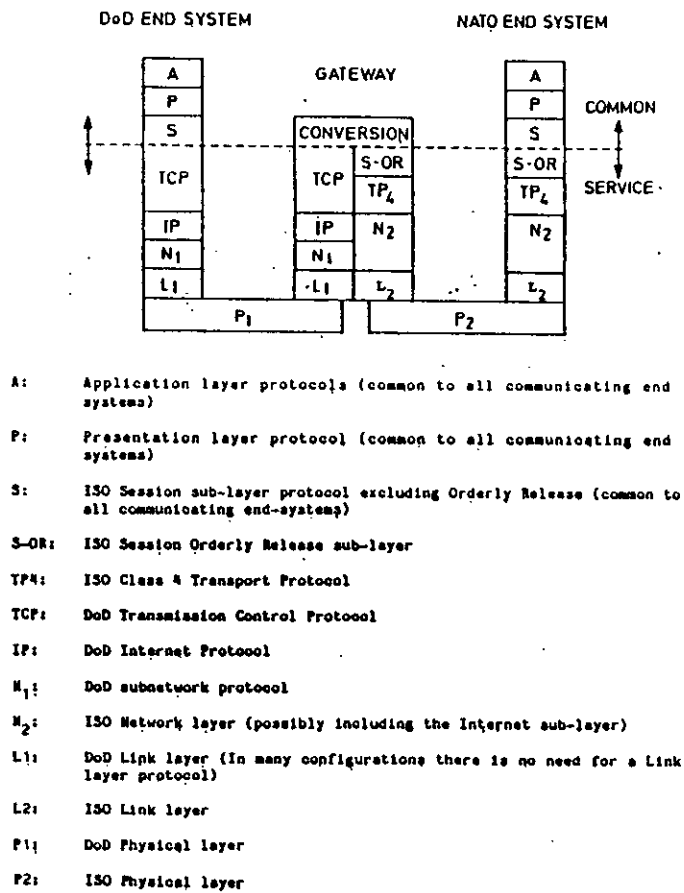 DoD END SYSTEM NATO END SYSTEM
A GATEWAY A
P P COMMON
S CONVERSION S
TCP TCP S-OR S-OR
TP4 TP4 SERVICE
IP IP N2 N2
N1 N1
L1 L1 L2 L2
P1 P2
A: Application layer protocols (common to all communicating end
systems)
P: Presentation layer protocol (common to all communicating end
systems)
S: ISO Session sub-layer protocol excluding Orderly Release (common to
all communicating end-systems)
S-OR: ISO Session Orderly Release sub-layer
TP4: ISO Class 4 Transport Protocol
TCP: DoD Transmission Control Protocol
IP: DoD Internet Protocol
N1: DoD subnetwork protocol
N2: ISO Network layer (possibly including the Internet sub-layer)
L1: DoD Link layer (In many configurations there is no need for a Link
layer protocol)
L2: ISO Link layer
P1: DoD Physical layer
P2: ISO Physical layer